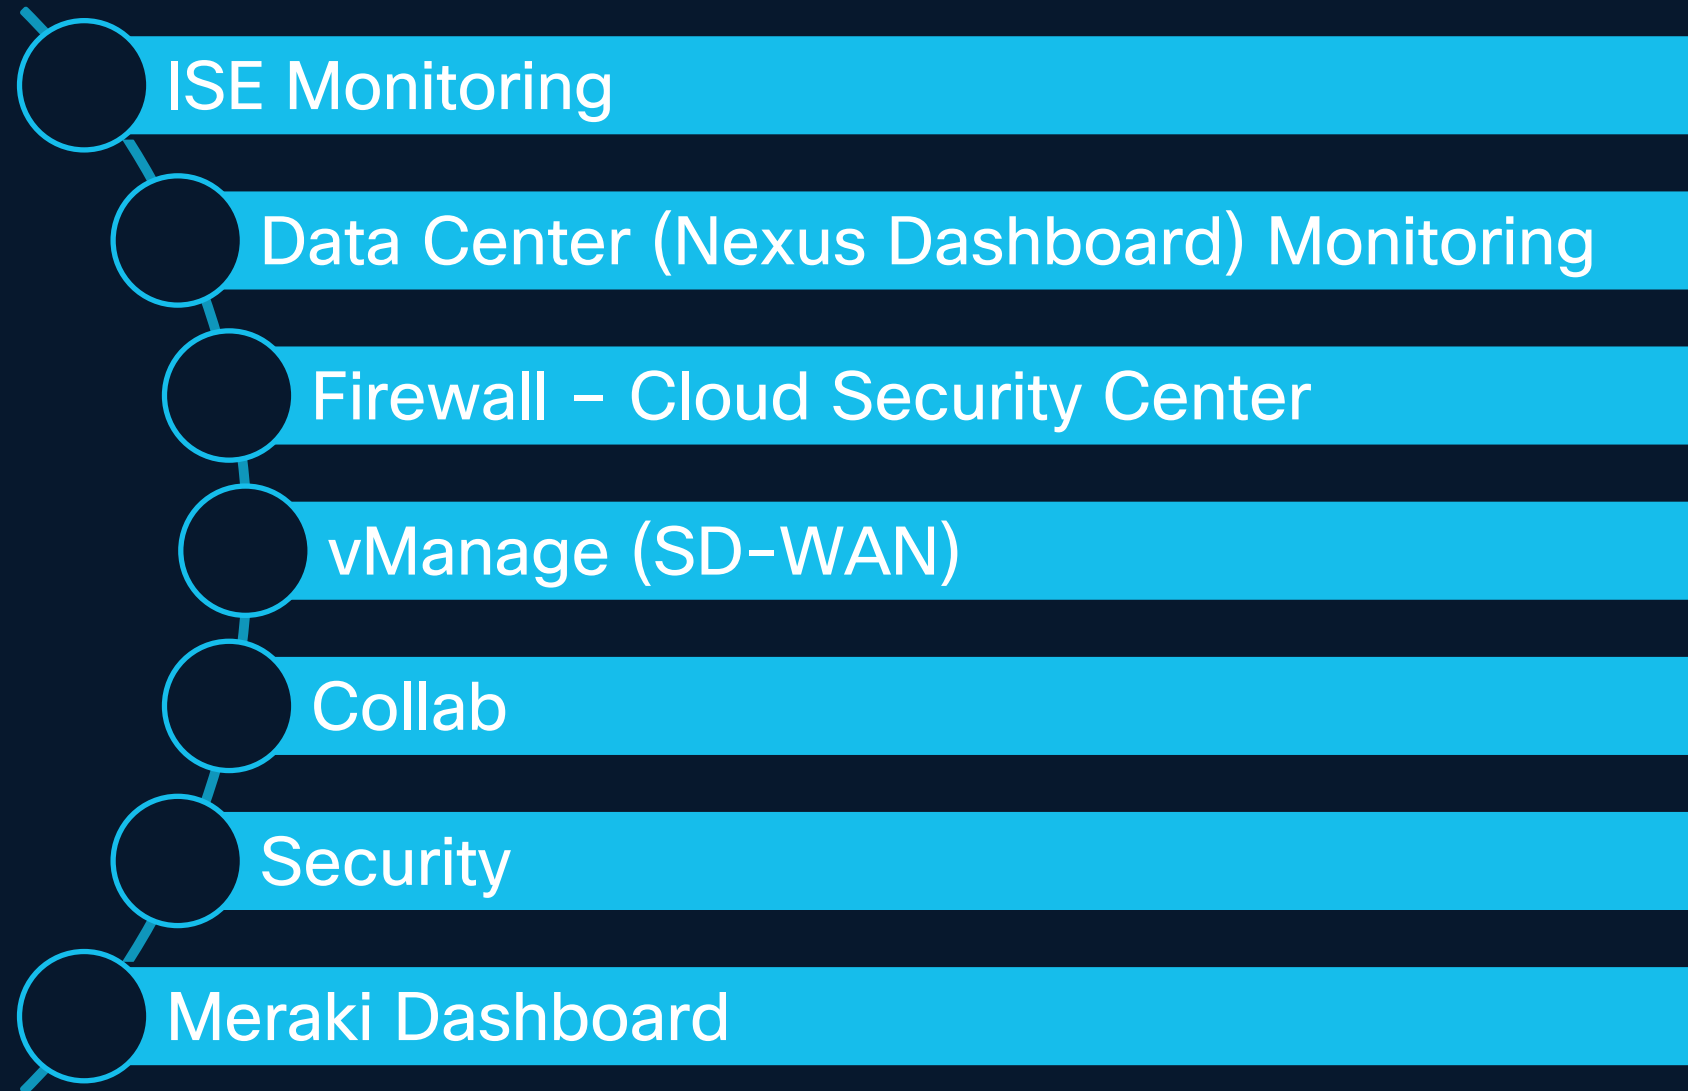 ISE Monitoring
Data Center (Nexus Dashboard) Monitoring
Firewall – Cloud Security Center
vManage (SD-WAN)
Collab
Security
Meraki Dashboard